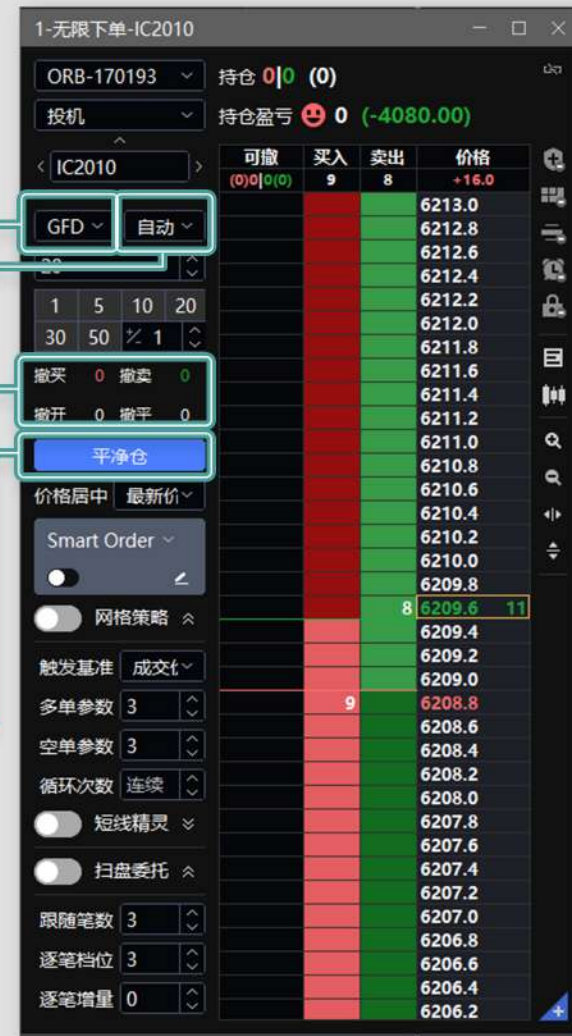 1-无限下单-IC2010
ORB-170193 持仓 0|0 (0)
投机 持仓盈亏 0 (-4080.00)
IC2010
可撤 买入 卖出 价格
(0)0|0(0) 9 8 +16.0
GFD 自动
20
1 5 10 20
30 50 +/- 1
撤买 0 撤卖 0
撤开 0 撤平 0
平净仓
价格居中 最新价
Smart Order
网格策略
触发基准 成交价
多单参数 3
空单参数 3
循环次数 连续
短线精灵
扫盘委托
跟随笔数 3
逐笔档位 3
逐笔增量 0
6213.0
6212.8
6212.6
6212.4
6212.2
6212.0
6211.8
6211.6
6211.4
6211.2
6211.0
6210.8
6210.6
6210.4
6210.2
6210.0
6209.8
8 6209.6 11
6209.4
6209.2
6209.0
9 6208.8
6208.6
6208.4
6208.2
6208.0
6207.8
6207.6
6207.4
6207.2
6207.0
6206.8
6206.6
6206.4
6206.2